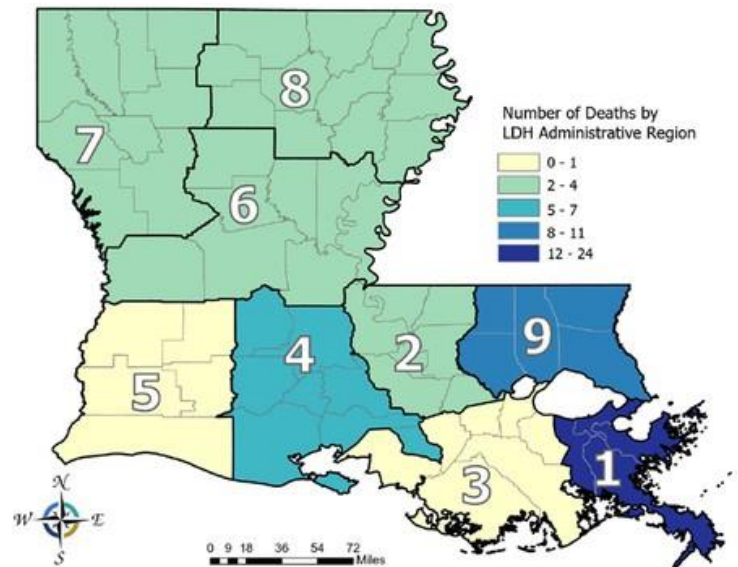 8
7
Number of Deaths by
LDH Administrative Region
0 - 1
2 - 4
5 - 7
8 - 11
12 - 24
6
9
4
2
5
1
3
N
W E
S
0 9 18 36 54 72
Miles